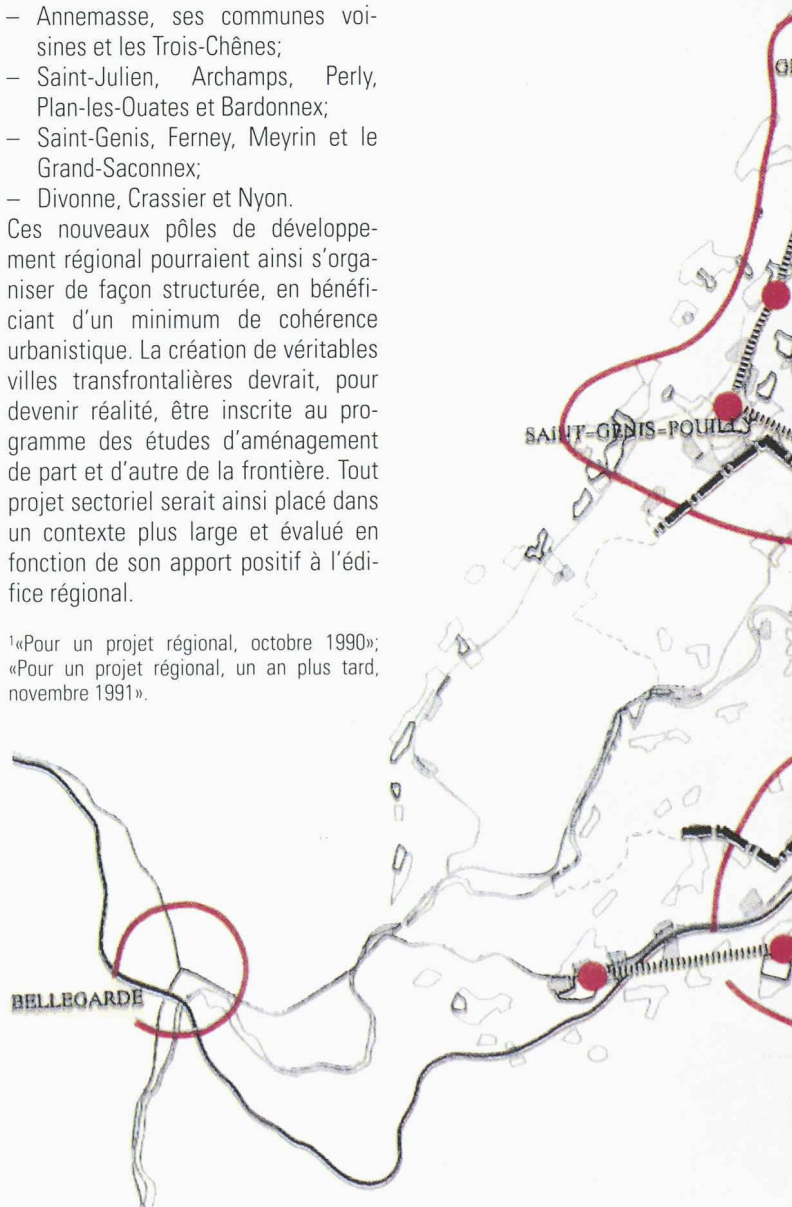 – Annemasse, ses communes voi-
sines et les Trois-Chênes;
– Saint-Julien, Archamps, Perly,
Plan-les-Ouates et Bardonnex;
– Saint-Genis, Ferney, Meyrin et le
Grand-Saconnex;
– Divonne, Crassier et Nyon.
Ces nouveaux pôles de développe-
ment régional pourraient ainsi s'orga-
niser de façon structurée, en bénéfi-
ciant d'un minimum de cohérence
urbanistique. La création de véritables
villes transfrontalières devrait, pour
devenir réalité, être inscrite au pro-
gramme des études d'aménagement
de part et d'autre de la frontière. Tout
projet sectoriel serait ainsi placé dans
un contexte plus large et évalué en
fonction de son apport positif à l'édi-
fice régional.
¹«Pour un projet régional, octobre 1990»;
«Pour un projet régional, un an plus tard,
novembre 1991».
SAINT-GENIS-POUILLY
BELLEGARDE